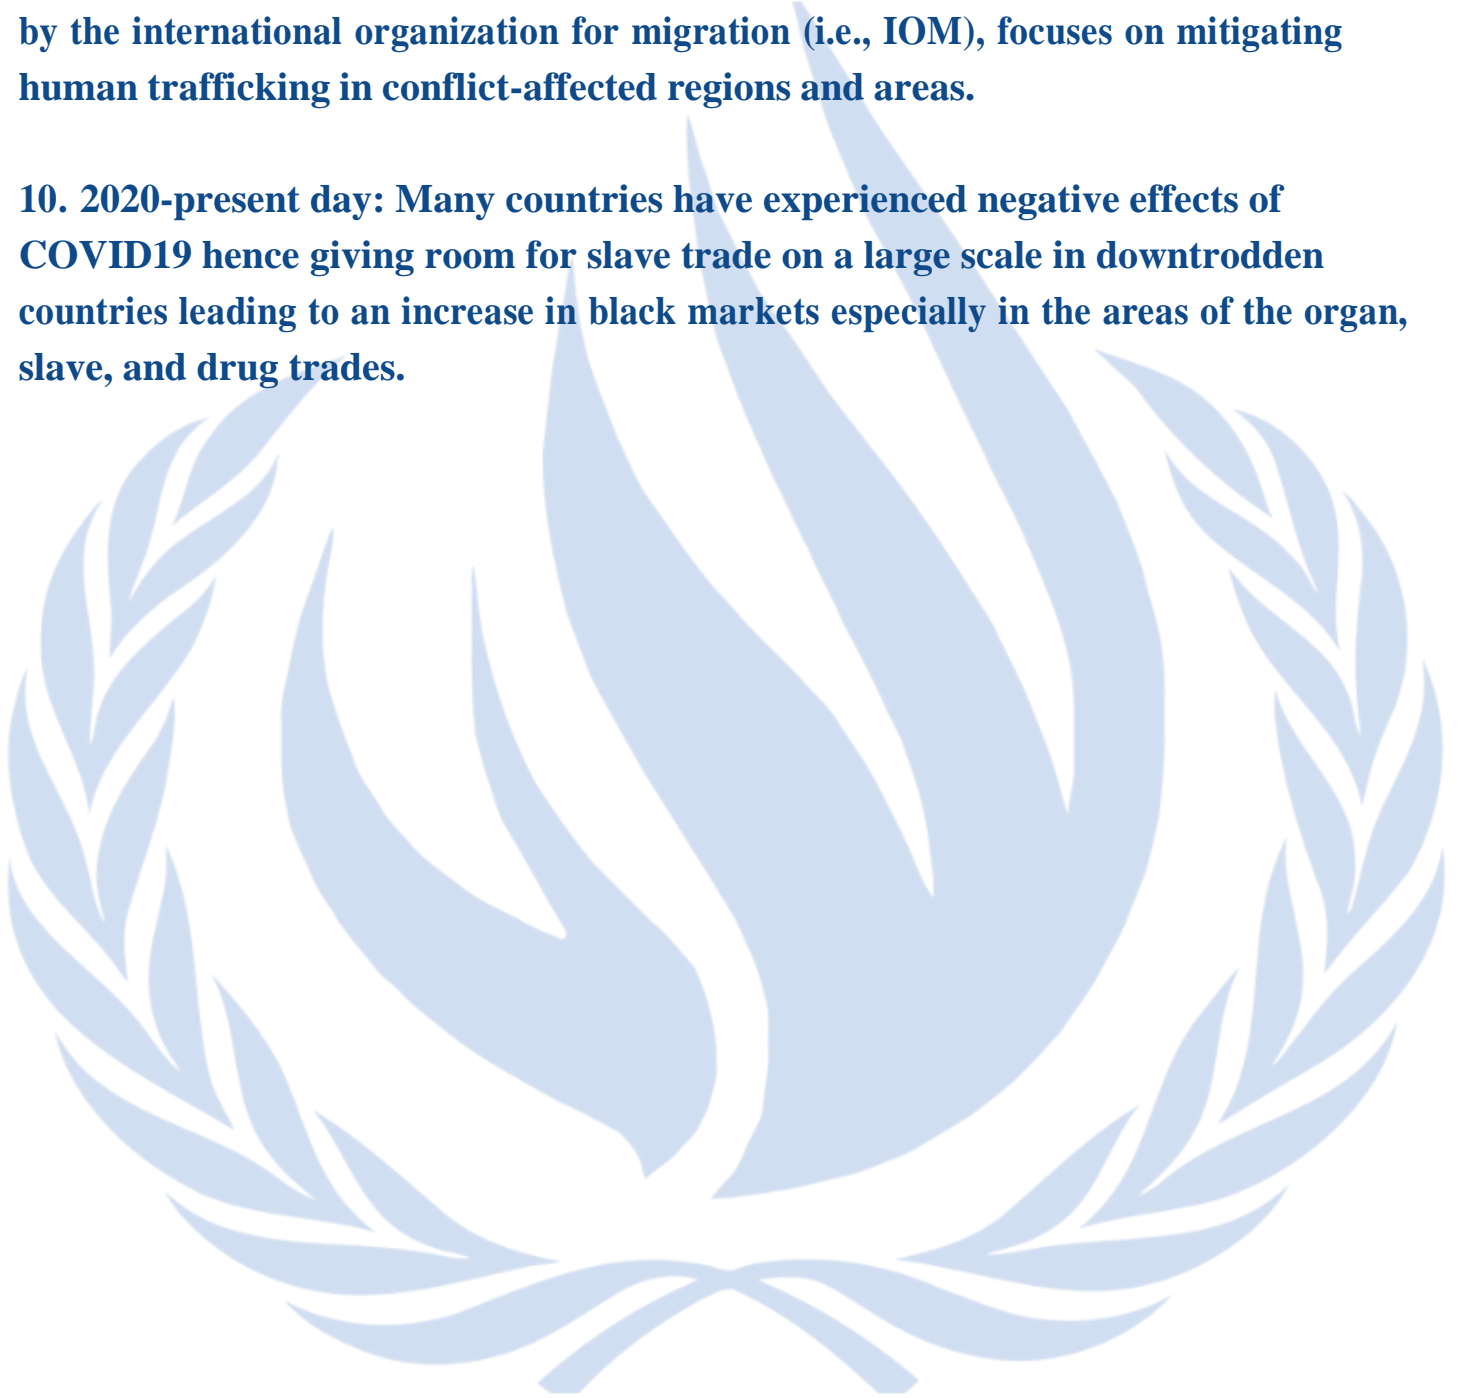 by the international organization for migration (i.e., IOM), focuses on mitigating
human trafficking in conflict-affected regions and areas.
10. 2020-present day: Many countries have experienced negative effects of
COVID19 hence giving room for slave trade on a large scale in downtrodden
countries leading to an increase in black markets especially in the areas of the organ,
slave, and drug trades.